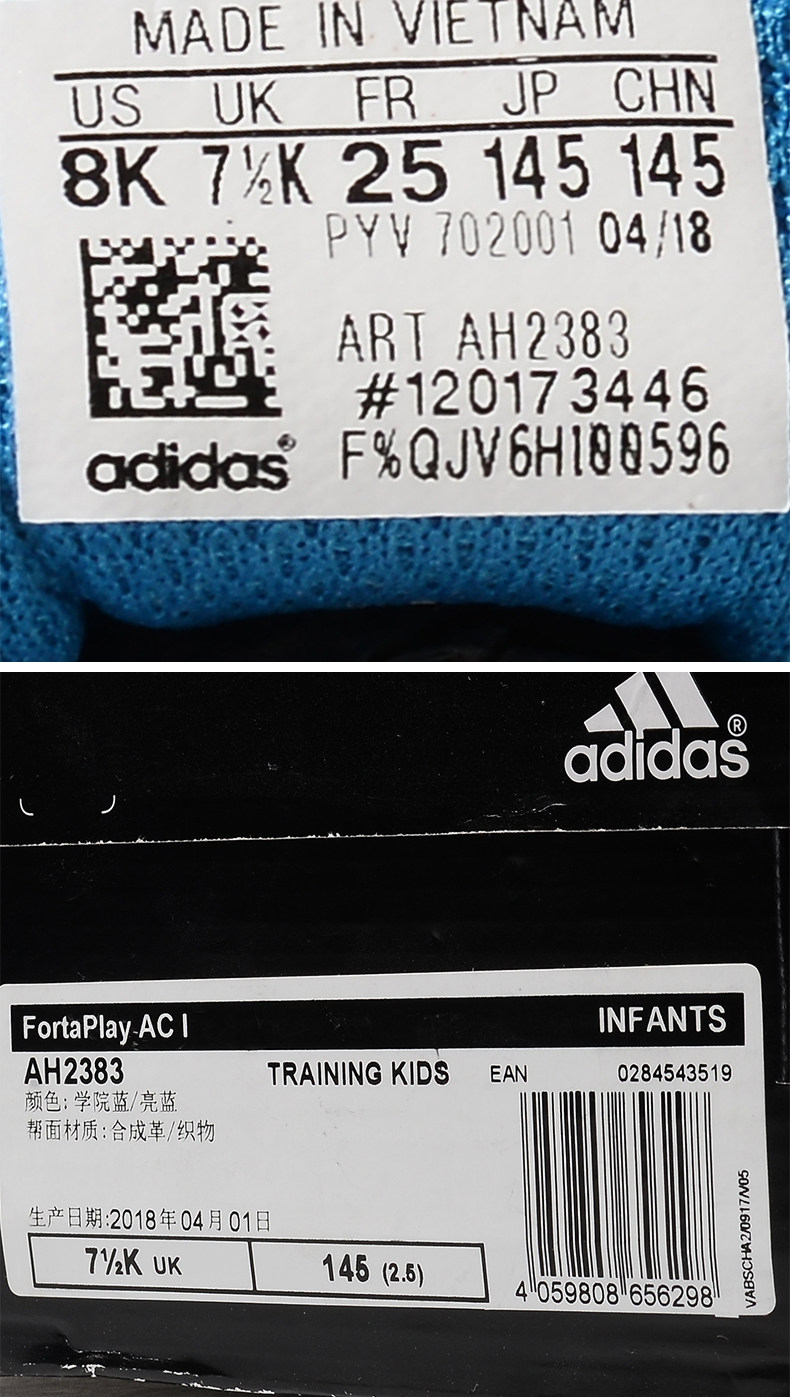 MADE IN VIETNAM
US UK FR JP CHN
8K 7½K 25 145 145
PYV 702001 04/18
ART AH2383
#120173446
adidas® F%QJV6H100596
adidas®
FortaPlay AC I INFANTS
AH2383 TRAINING KIDS EAN 0284543519
颜色: 学院蓝/亮蓝
帮面材质: 合成革/织物
生产日期:2018年04月01日
7½K UK 145 (2.5)
4 059808 656298
VABSCHA2/0917/V05